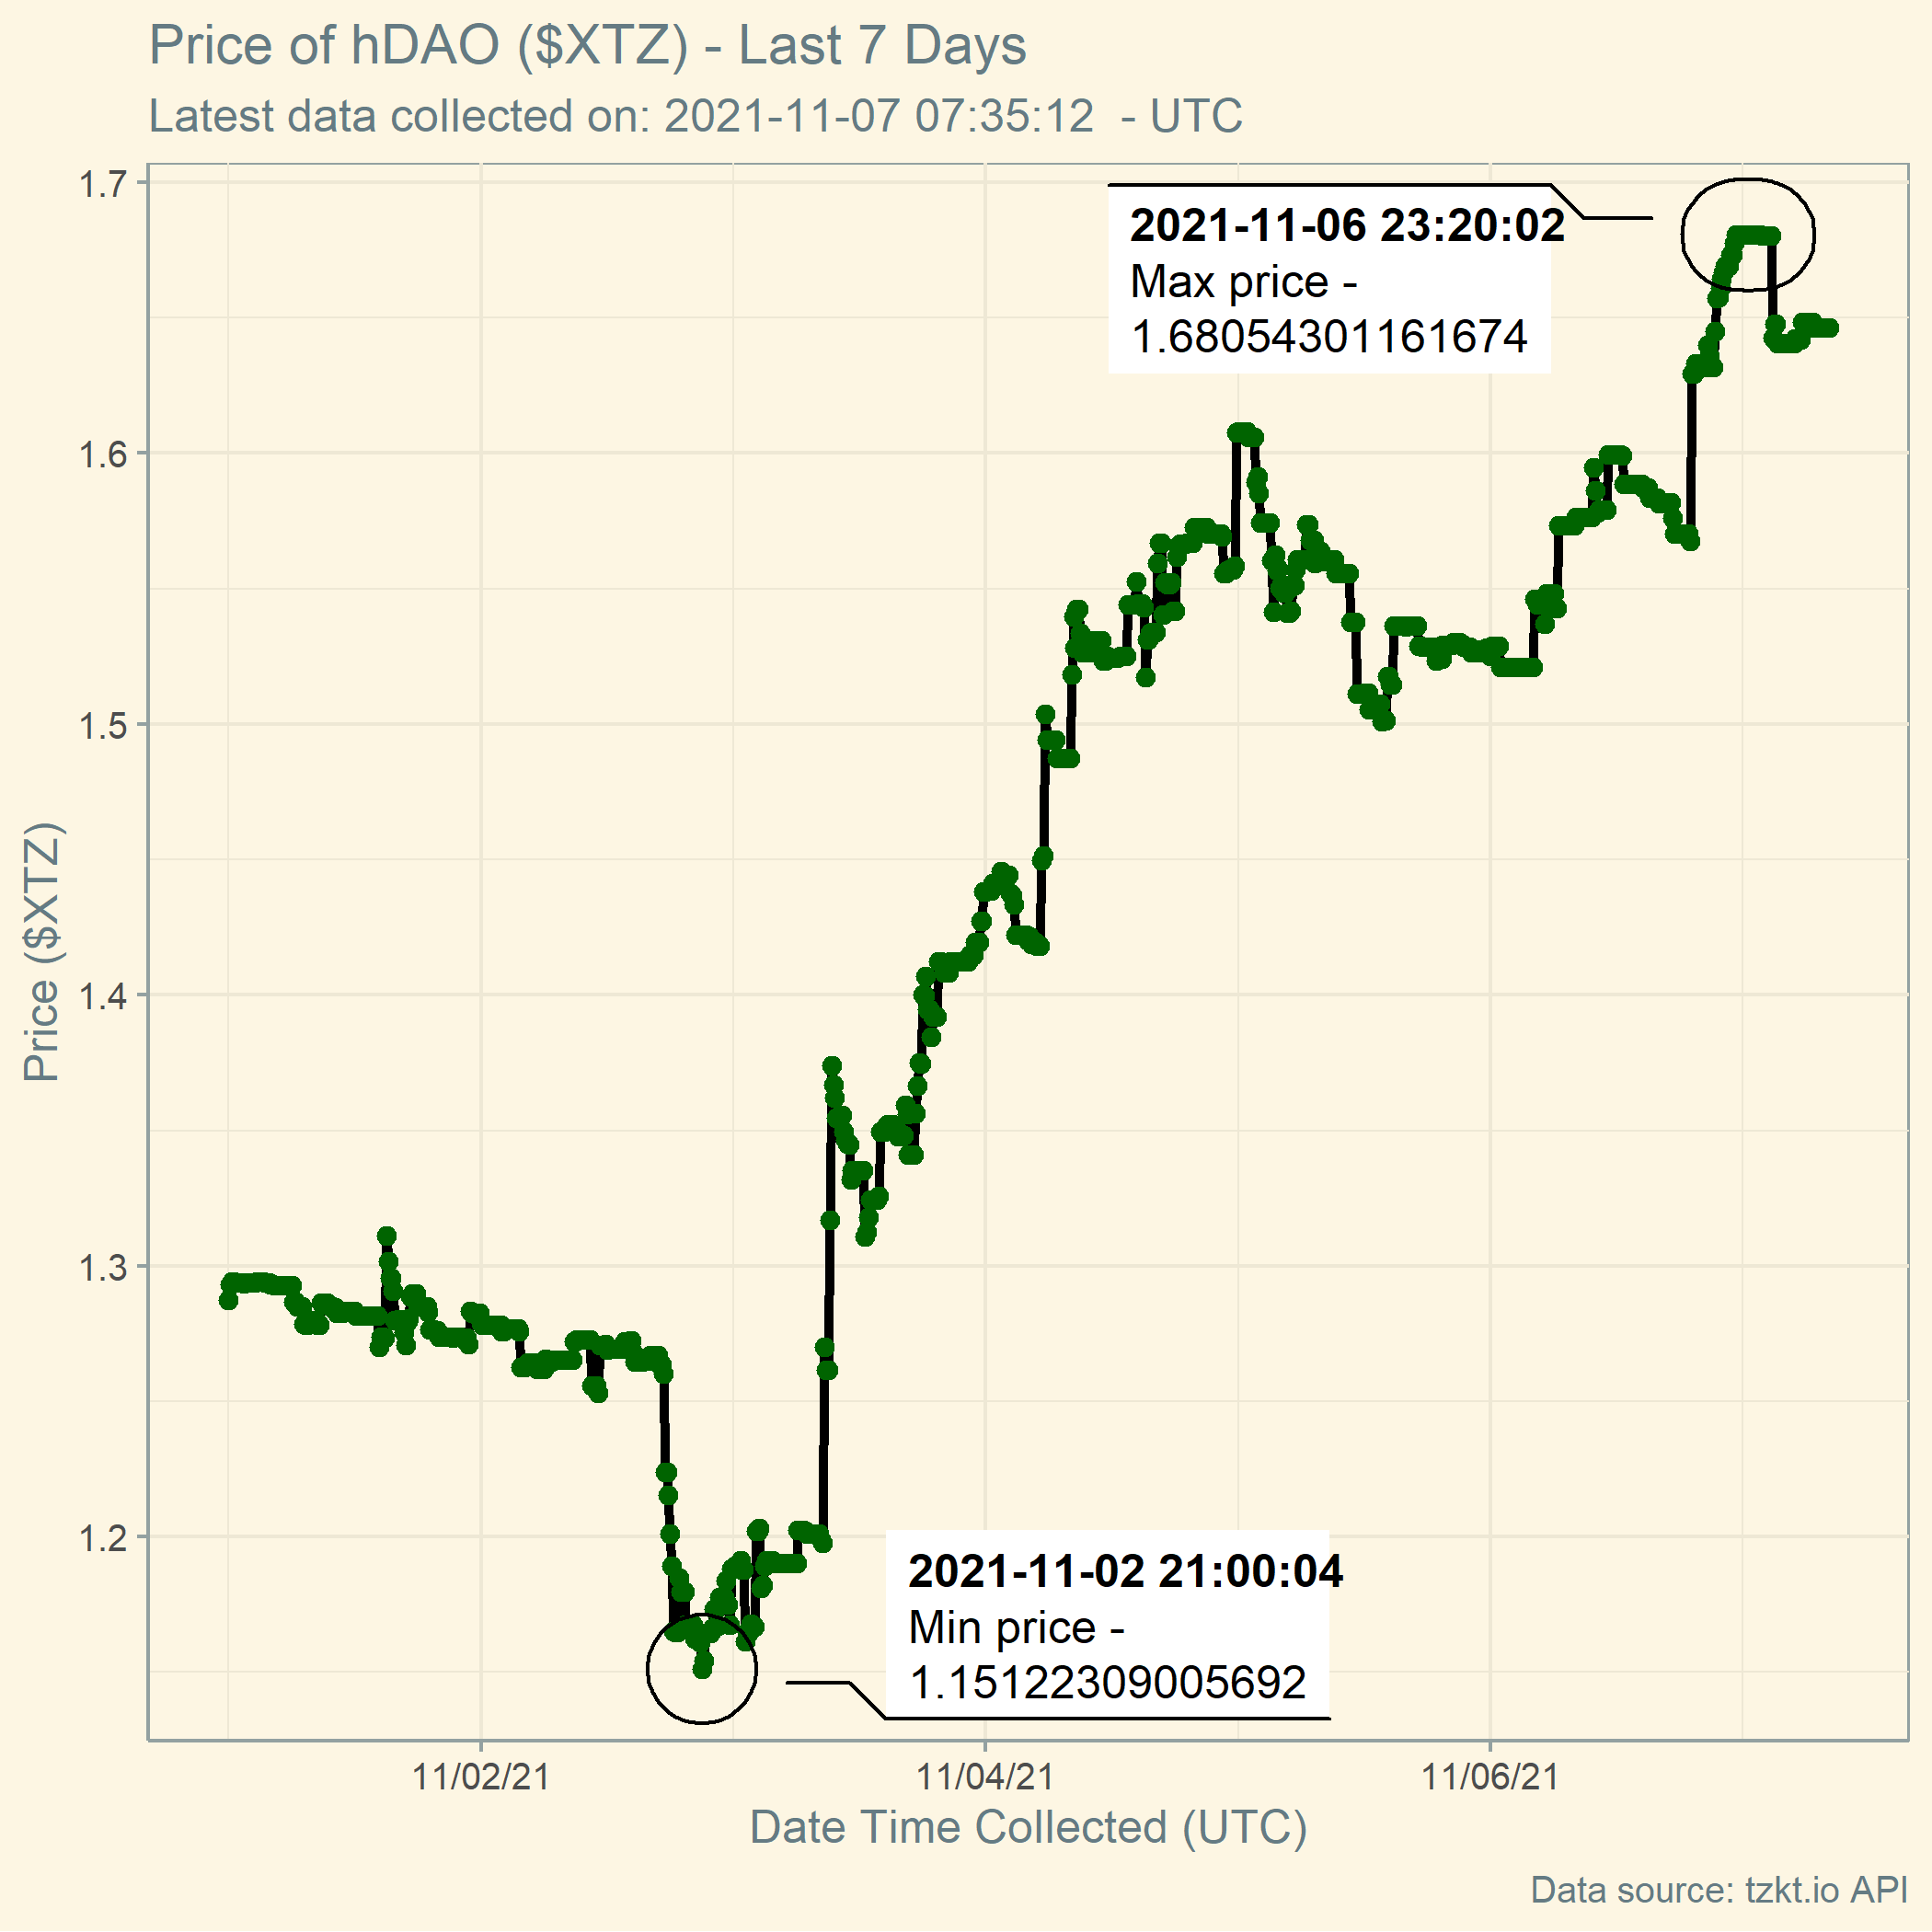 Price of hDAO ($XTZ) - Last 7 Days
Latest data collected on: 2021-11-07 07:35:12  - UTC
1.7
1.6
1.5
1.4
1.3
1.2
Price ($XTZ)
2021-11-06 23:20:02
Max price -
1.68054301161674
2021-11-02 21:00:04
Min price -
1.15122309005692
11/02/21
11/04/21
11/06/21
Date Time Collected (UTC)
Data source: tzkt.io API